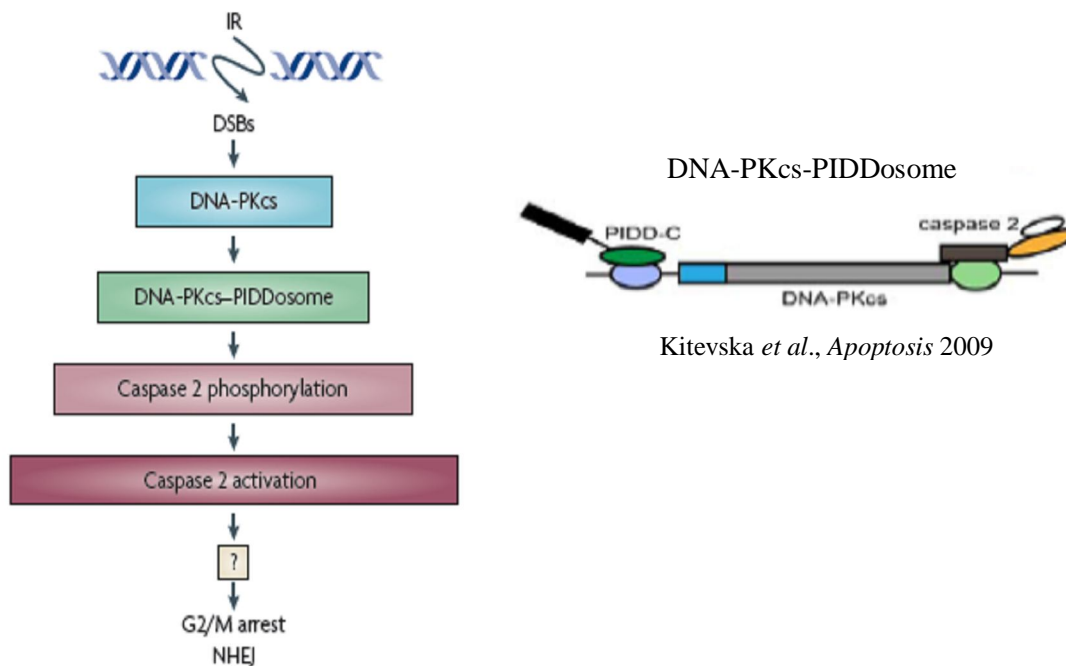 IR
DSBs
DNA-PKcs
DNA-PKcs–PIDDosome
Caspase 2 phosphorylation
Caspase 2 activation
?
G2/M arrest
NHEJ
DNA-PKcs-PIDDosome
PIDD-C
caspase 2
DNA-PKcs
Kitevska et al., Apoptosis 2009